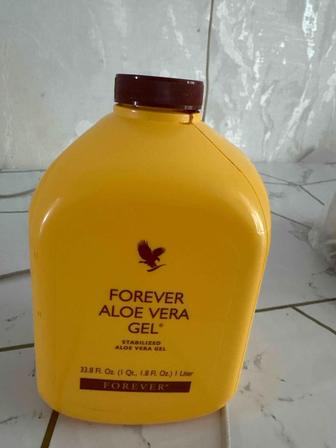 FOREVER
ALOE VERA
GEL®
STABILIZED
ALOE VERA GEL
33.8 Fl. Oz. (1 Qt., 1.8 Fl. Oz.) 1 Liter
FOREVER®